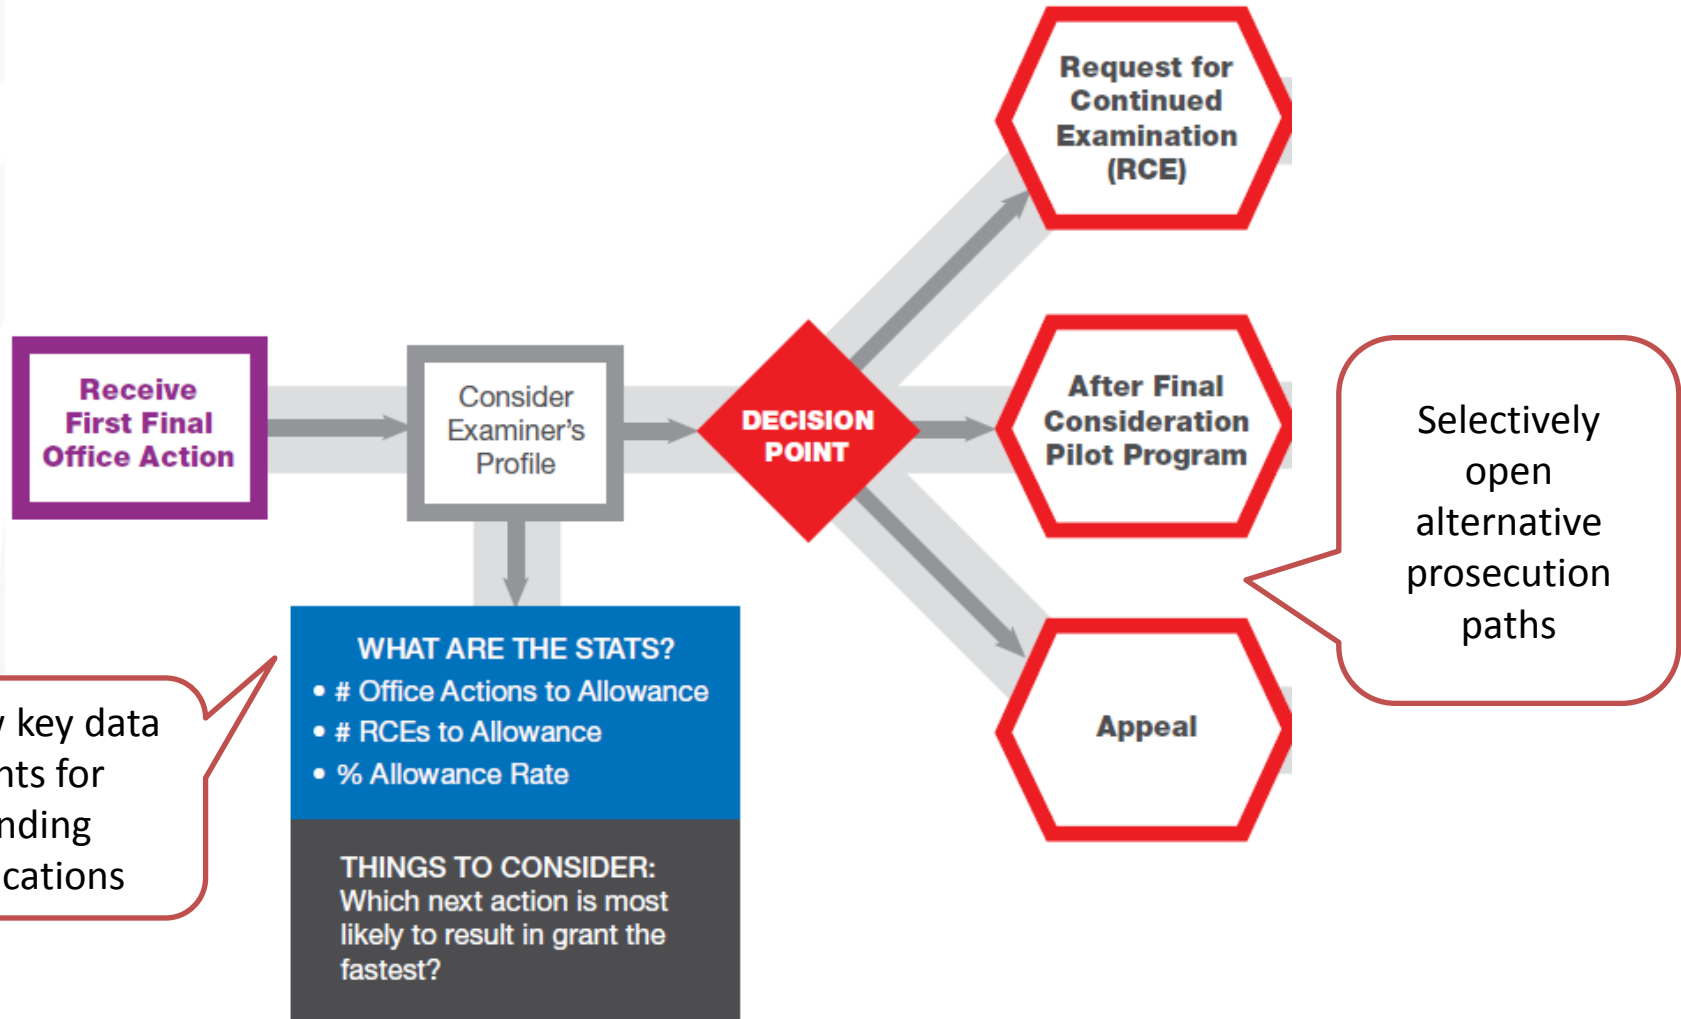 Request for
Continued
Examination
(RCE)
Receive
First Final
Office Action
Consider
Examiner's
Profile
DECISION
POINT
After Final
Consideration
Pilot Program
Selectively
open
alternative
prosecution
paths
WHAT ARE THE STATS?
• # Office Actions to Allowance
• # RCEs to Allowance
• % Allowance Rate
key data
for
Appeal
THINGS TO CONSIDER:
Which next action is most
likely to result in grant the
fastest?